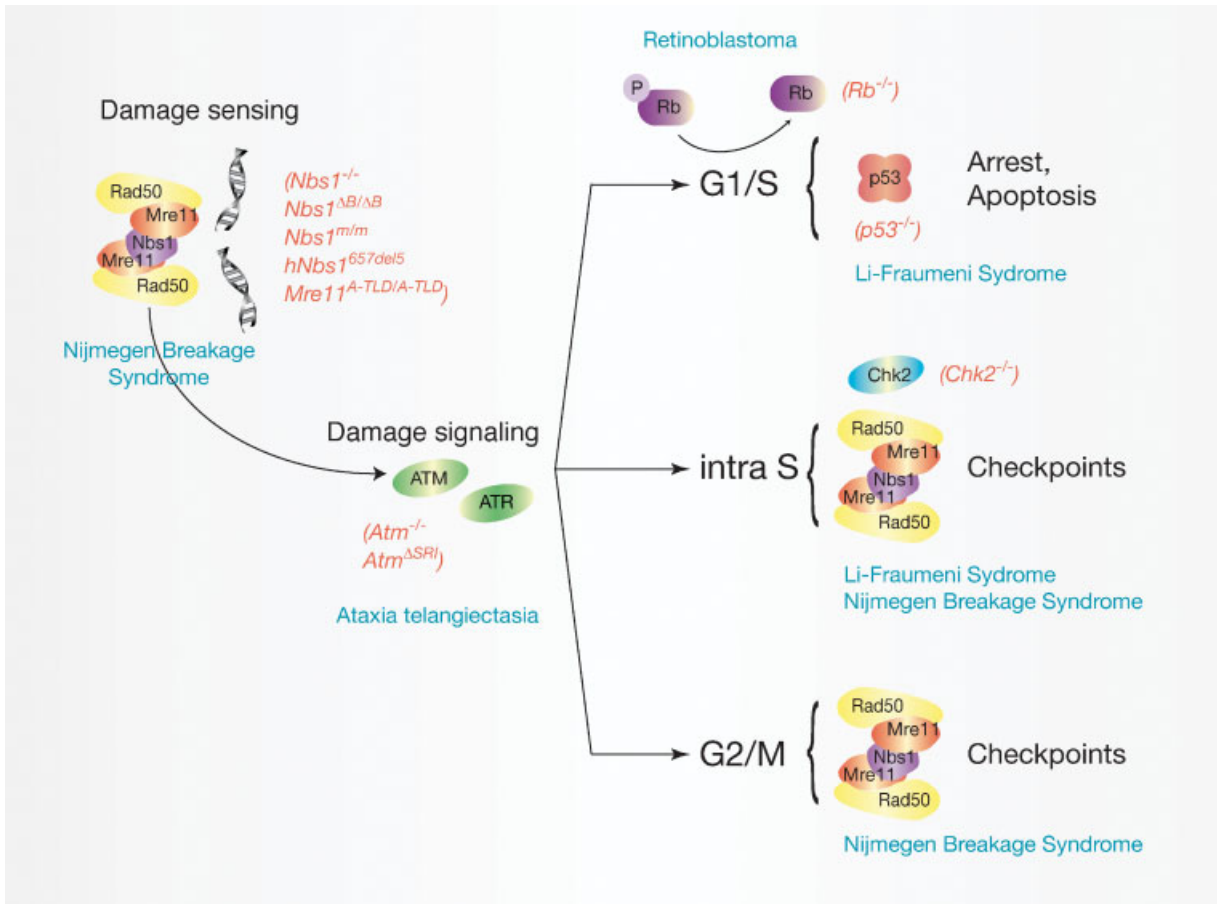 Retinoblastoma
P
Rb
Rb
(Rb-/-)
Damage sensing
Rad50
Mre11
Nbs1
Mre11
Rad50
(Nbs1-/-
Nbs1ΔB/ΔB
Nbs1m/m
hNbs1657del5
Mre11A-TLD/A-TLD)
Nijmegen Breakage
Syndrome
G1/S
p53
(p53-/-)
Arrest,
Apoptosis
Li-Fraumeni Sydrome
Damage signaling
ATM
ATR
(Atm-/-
AtmΔSRI)
Ataxia telangiectasia
Chk2
(Chk2-/-)
intra S
Rad50
Mre11
Nbs1
Mre11
Rad50
Checkpoints
Li-Fraumeni Sydrome
Nijmegen Breakage Syndrome
G2/M
Rad50
Mre11
Nbs1
Mre11
Rad50
Checkpoints
Nijmegen Breakage Syndrome